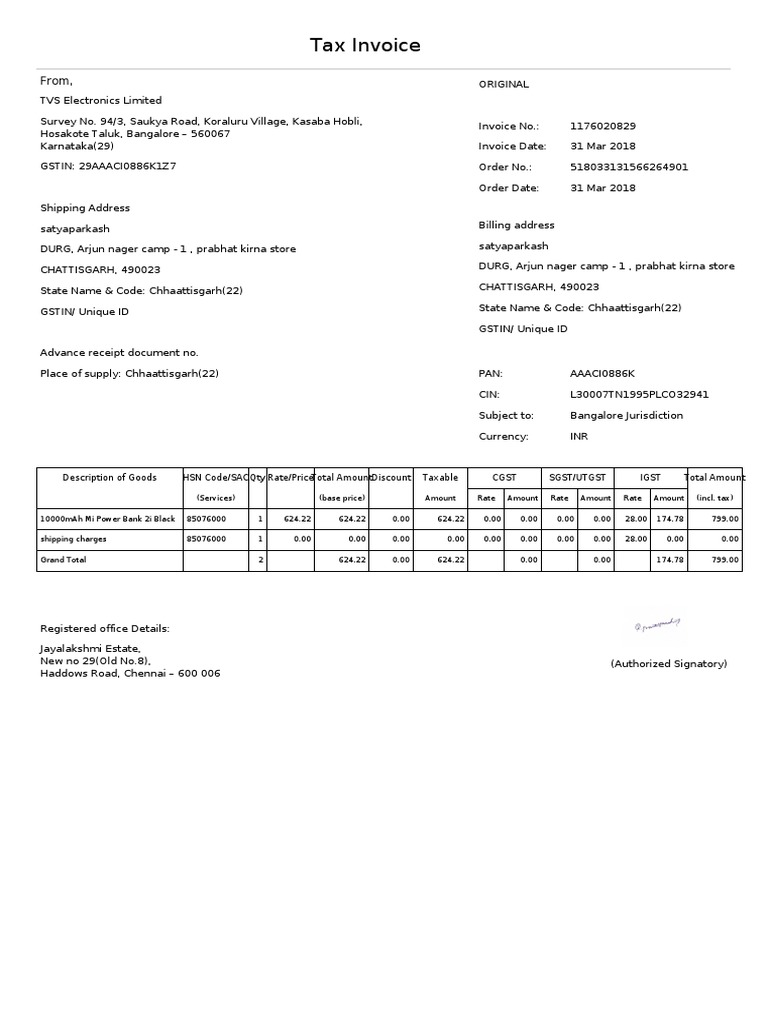 Tax Invoice
From,
TVS Electronics Limited
Survey No. 94/3, Saukya Road, Koraluru Village, Kasaba Hobli,
Hosakote Taluk, Bangalore – 560067
Karnataka(29)
GSTIN: 29AAACI0886K1Z7
ORIGINAL
Invoice No.: 1176020829
Invoice Date: 31 Mar 2018
Order No.: 518033131566264901
Order Date: 31 Mar 2018
Shipping Address
satyaparkash
DURG, Arjun nager camp - 1 , prabhat kirna store
CHATTISGARH, 490023
State Name & Code: Chhaattisgarh(22)
GSTIN/ Unique ID
Billing address
satyaparkash
DURG, Arjun nager camp - 1 , prabhat kirna store
CHATTISGARH, 490023
State Name & Code: Chhaattisgarh(22)
GSTIN/ Unique ID
Advance receipt document no.
Place of supply: Chhaattisgarh(22)
PAN: AAACI0886K
CIN: L30007TN1995PLCO32941
Subject to: Bangalore Jurisdiction
Currency: INR
Description of Goods HSN Code/SAC Qty Rate/Price Total Amount Discount Taxable CGST SGST/UTGST IGST Total Amount
(Services) (base price) Amount Rate Amount Rate Amount Rate Amount (incl. tax)
10000mAh Mi Power Bank 2i Black 85076000 1 624.22 624.22 0.00 624.22 0.00 0.00 0.00 0.00 28.00 174.78 799.00
shipping charges 85076000 1 0.00 0.00 0.00 0.00 0.00 0.00 0.00 0.00 28.00 0.00 0.00
Grand Total 2 624.22 0.00 624.22 0.00 0.00 174.78 799.00
Registered office Details:
Jayalakshmi Estate,
New no 29(Old No.8),
Haddows Road, Chennai – 600 006
(Authorized Signatory)